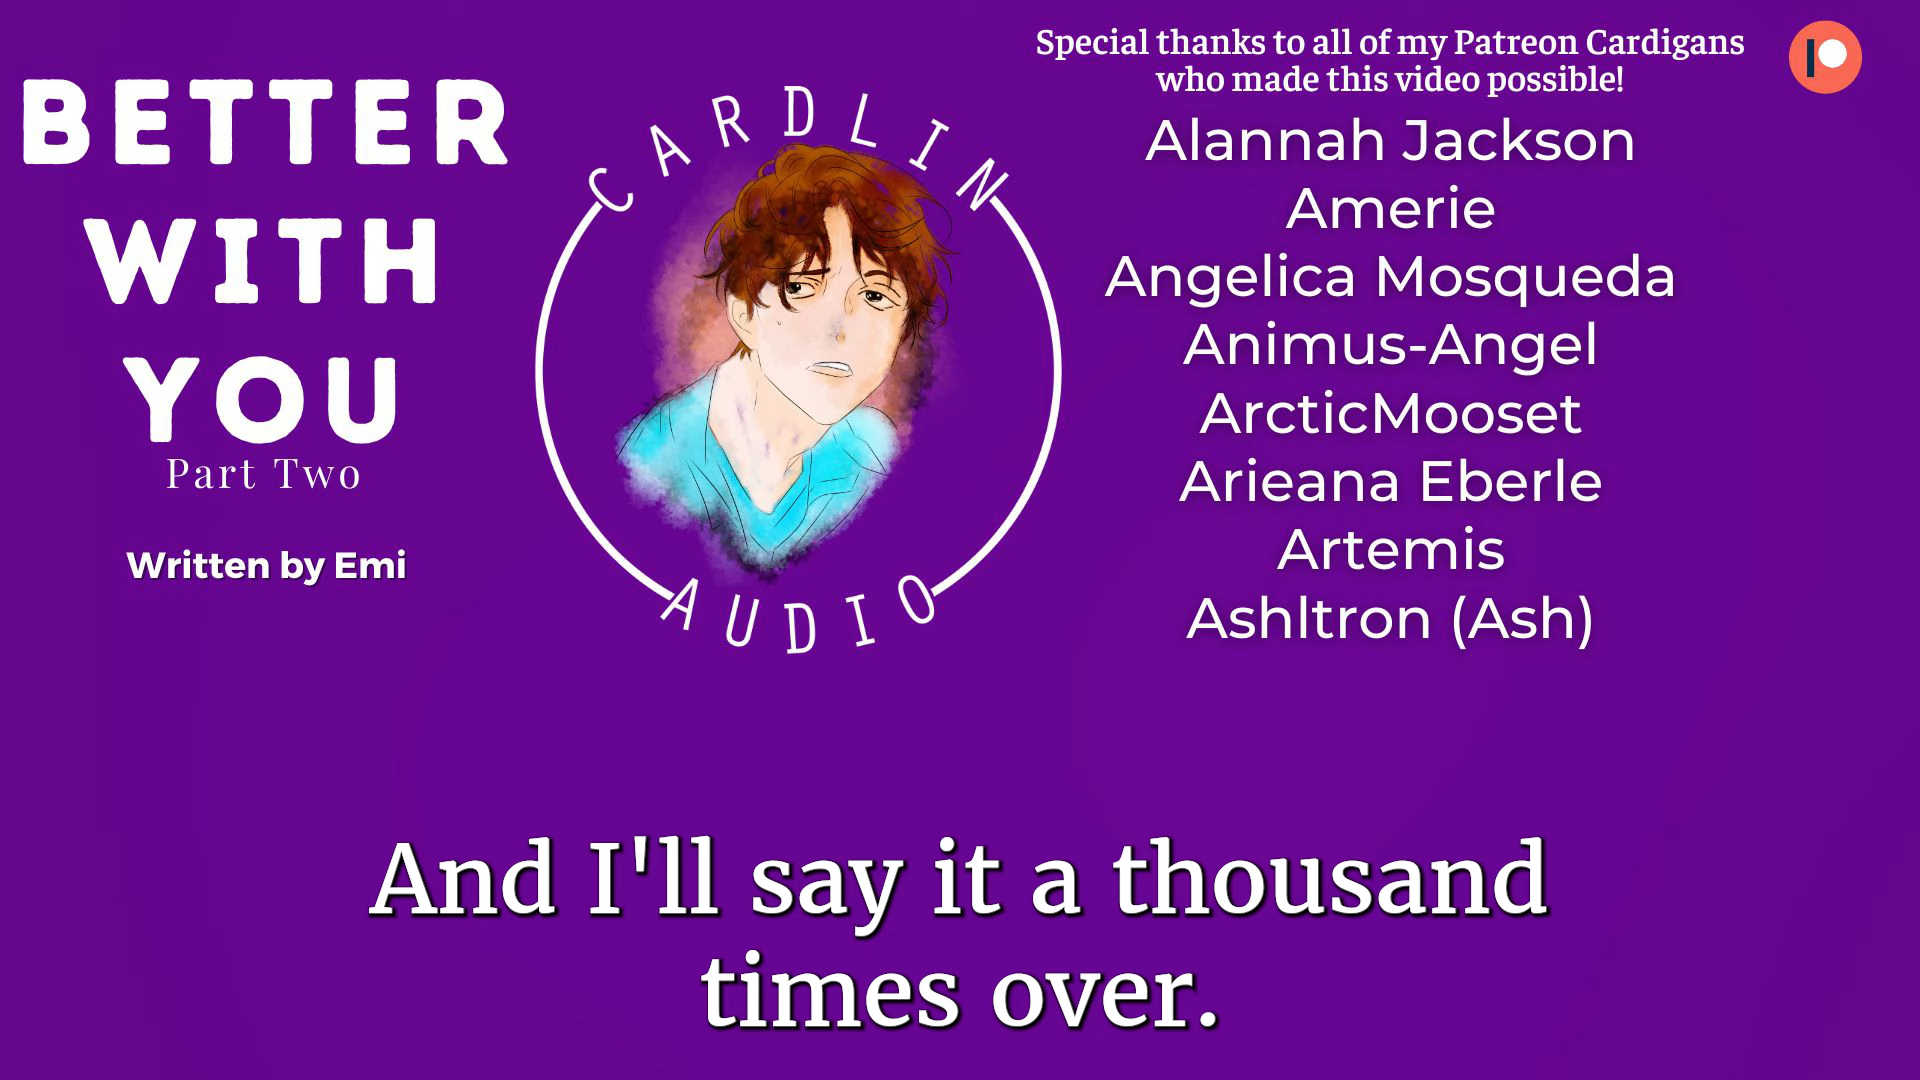 BETTER
WITH
YOU
Part Two
Written by Emi
CARDLIN
AUDIO
Special thanks to all of my Patreon Cardigans
who made this video possible!
Alannah Jackson
Amerie
Angelica Mosqueda
Animus-Angel
ArcticMooset
Arieana Eberle
Artemis
Ashltron (Ash)
And I'll say it a thousand
times over.